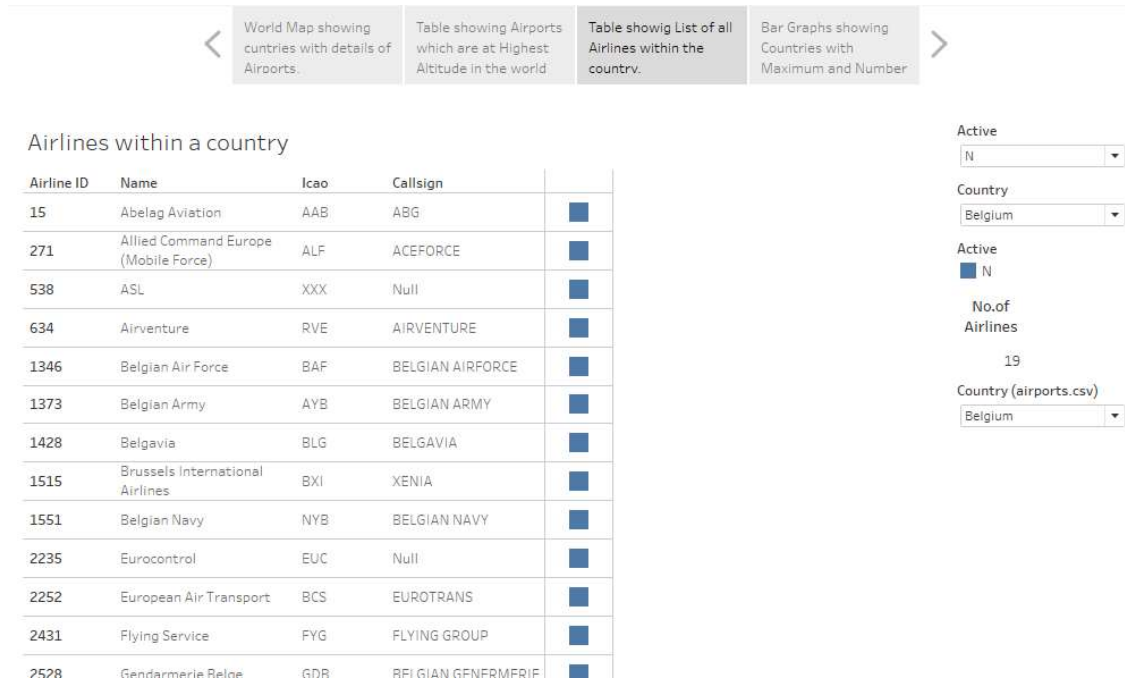 World Map showing
cuntries with details of
Airports.
Table showing Airports
which are at Highest
Altitude in the world
Table showig List of all
Airlines within the
country.
Bar Graphs showing
Countries with
Maximum and Number
Airlines within a country
Airline ID Name Icao Callsign
15 Abelag Aviation AAB ABG
271 Allied Command Europe (Mobile Force) ALF ACEFORCE
538 ASL XXX Null
634 Airventure RVE AIRVENTURE
1346 Belgian Air Force BAF BELGIAN AIRFORCE
1373 Belgian Army AYB BELGIAN ARMY
1428 Belgavia BLG BELGAVIA
1515 Brussels International Airlines BXI XENIA
1551 Belgian Navy NYB BELGIAN NAVY
2235 Eurocontrol EUC Null
2252 European Air Transport BCS EUROTRANS
2431 Flying Service FYG FLYING GROUP
2528 Gendarmerie Belge GDB BELGIAN GENERMERIE
Active
N
Country
Belgium
Active
N
No.of
Airlines
19
Country (airports.csv)
Belgium